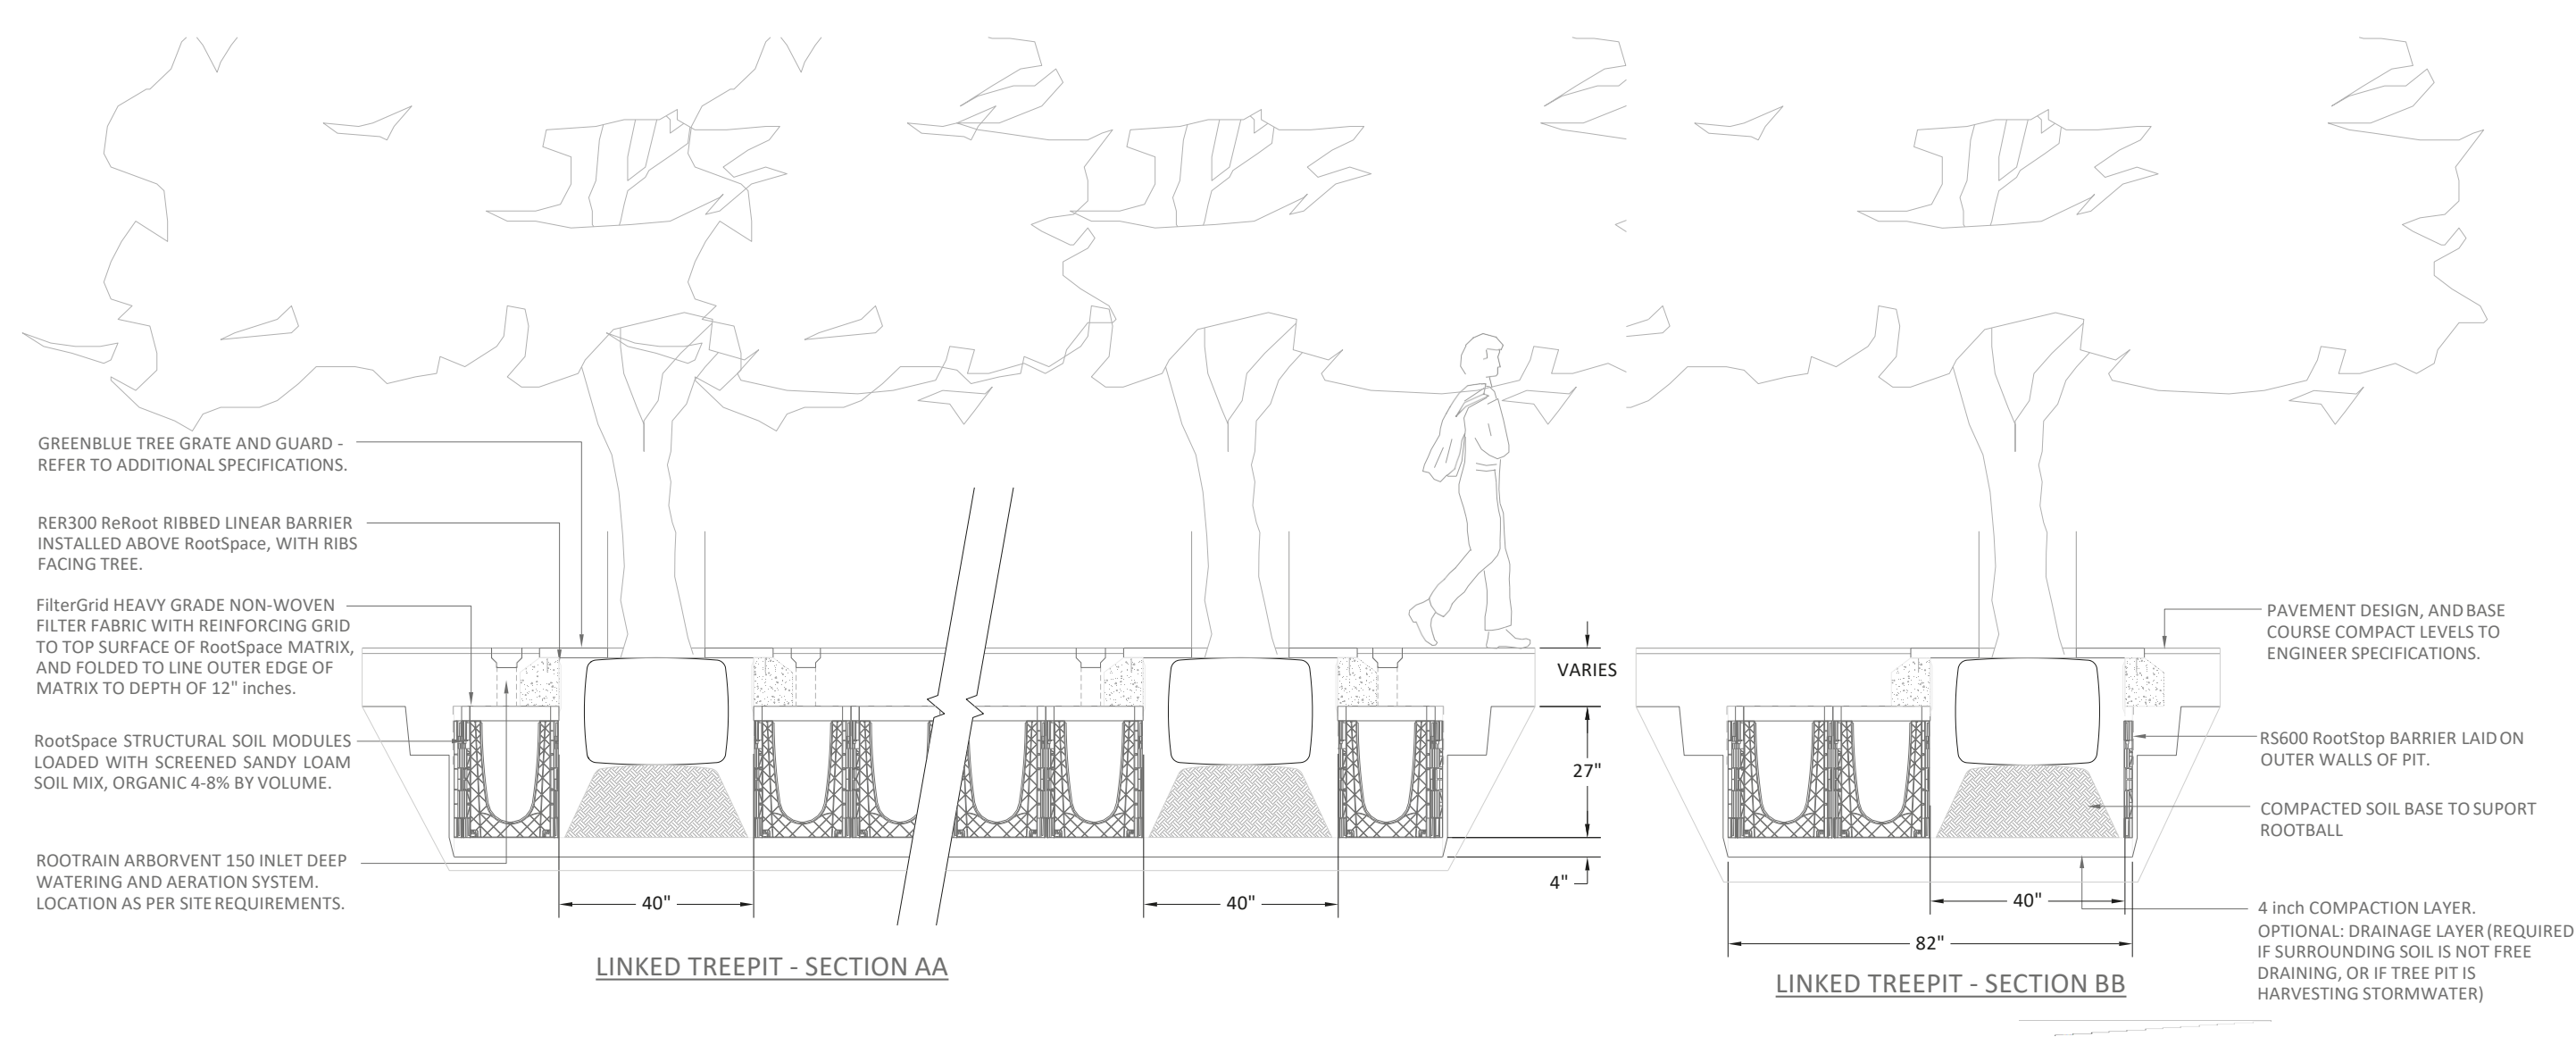 GREENBLUE TREE GRATE AND GUARD -
REFER TO ADDITIONAL SPECIFICATIONS.
RER300 ReRoot RIBBED LINEAR BARRIER
INSTALLED ABOVE RootSpace, WITH RIBS
FACING TREE.
FilterGrid HEAVY GRADE NON-WOVEN
FILTER FABRIC WITH REINFORCING GRID
TO TOP SURFACE OF RootSpace MATRIX,
AND FOLDED TO LINE OUTER EDGE OF
MATRIX TO DEPTH OF 12" inches.
RootSpace STRUCTURAL SOIL MODULES
LOADED WITH SCREENED SANDY LOAM
SOIL MIX, ORGANIC 4-8% BY VOLUME.
ROOTRAIN ARBORVENT 150 INLET DEEP
WATERING AND AERATION SYSTEM.
LOCATION AS PER SITE REQUIREMENTS.
40"
40"
VARIES
27"
4"
LINKED TREEPIT - SECTION AA
PAVEMENT DESIGN, AND BASE
COURSE COMPACT LEVELS TO
ENGINEER SPECIFICATIONS.
RS600 RootStop BARRIER LAID ON
OUTER WALLS OF PIT.
COMPACTED SOIL BASE TO SUPORT
ROOTBALL
4 inch COMPACTION LAYER.
OPTIONAL: DRAINAGE LAYER (REQUIRED
IF SURROUNDING SOIL IS NOT FREE
DRAINING, OR IF TREE PIT IS
HARVESTING STORMWATER)
40"
82"
LINKED TREEPIT - SECTION BB